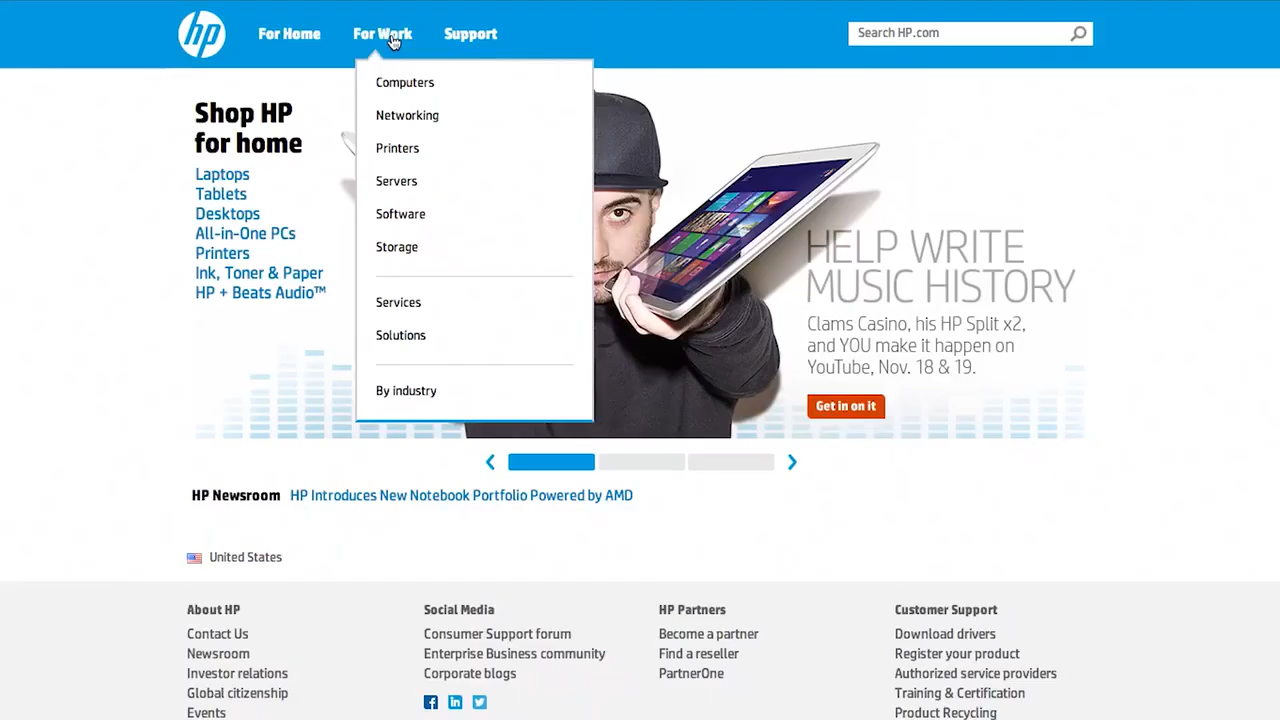 hp
For Home
For Work
Support
Search HP.com
Computers
Networking
Printers
Servers
Software
Storage
Services
Solutions
By industry
Shop HP
for home
Laptops
Tablets
Desktops
All-in-One PCs
Printers
Ink, Toner & Paper
HP + Beats Audio™
HELP WRITE
MUSIC HISTORY
Clams Casino, his HP Split x2,
and YOU make it happen on
YouTube, Nov. 18 & 19.
Get in on it
HP Newsroom HP Introduces New Notebook Portfolio Powered by AMD
United States
About HP
Contact Us
Newsroom
Investor relations
Global citizenship
Events
Social Media
Consumer Support forum
Enterprise Business community
Corporate blogs
HP Partners
Become a partner
Find a reseller
PartnerOne
Customer Support
Download drivers
Register your product
Authorized service providers
Training & Certification
Product Recycling